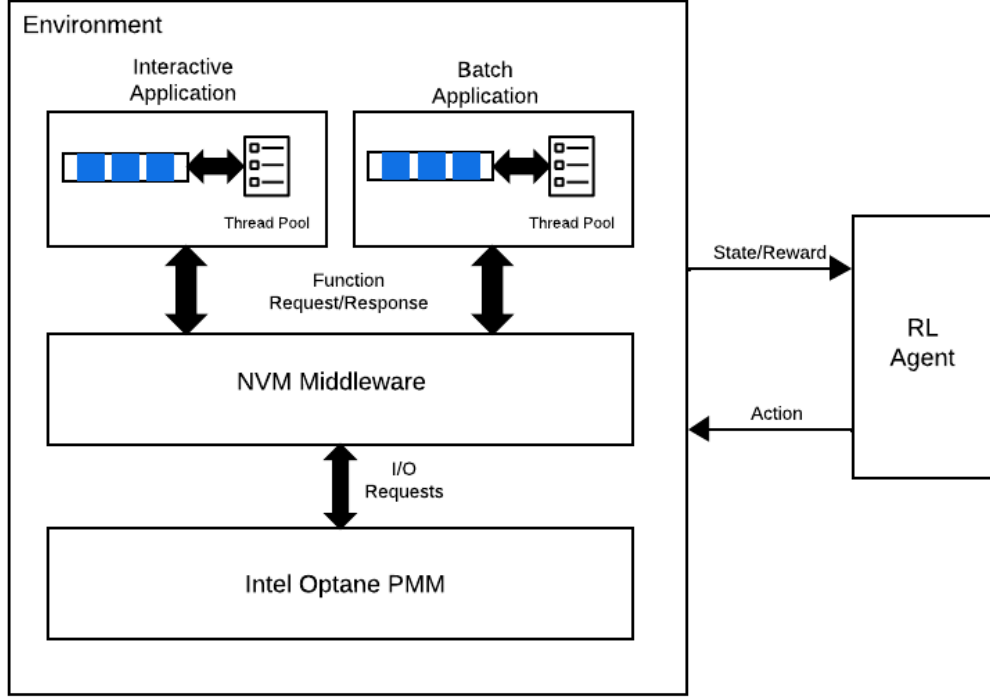 Environment
Interactive
Application
Batch
Application
Thread Pool
Thread Pool
Function
Request/Response
State/Reward
RL
Agent
NVM Middleware
Action
I/O
Requests
Intel Optane PMM